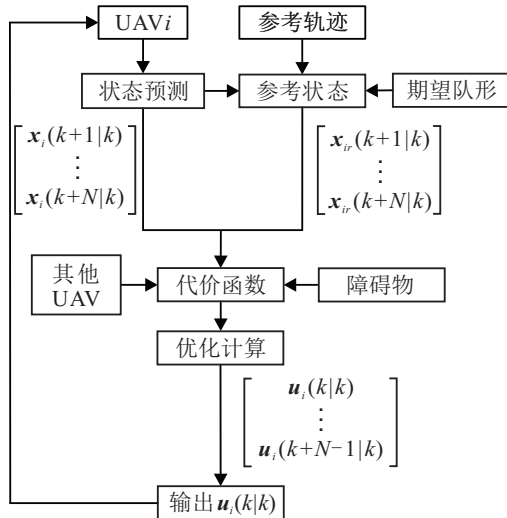 UAVi
参考轨迹
状态预测
参考状态
期望队形
x_i(k+1|k)
⋮
x_i(k+N|k)
x_ir(k+1|k)
⋮
x_ir(k+N|k)
其他
UAV
代价函数
障碍物
优化计算
u_i(k|k)
⋮
u_i(k+N-1|k)
输出u_i(k|k)